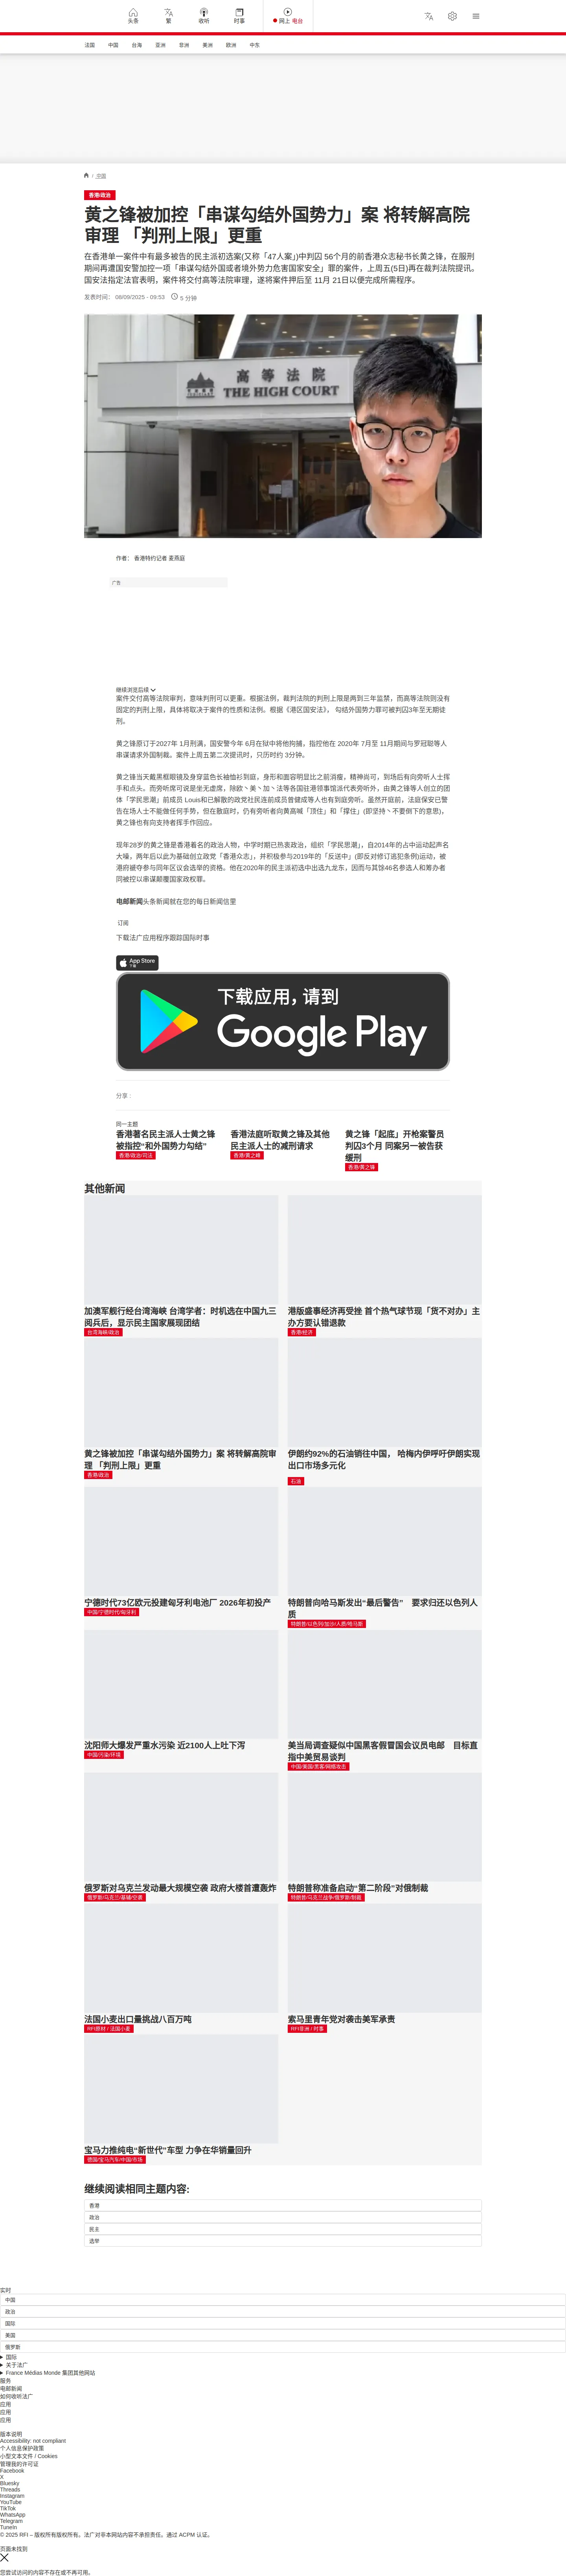 头条
繁
收听
时事
网上 电台
法国 中国 台海 亚洲 非洲 美洲 欧洲 中东
/ 中国
香港/政治
黄之锋被加控「串谋勾结外国势力」案 将转解高院
审理 「判刑上限」更重
在香港单一案件中有最多被告的民主派初选案(又称「47人案」)中判囚 56个月的前香港众志秘书长黄之锋，在服刑
期间再遭国安警加控一项「串谋勾结外国或者境外势力危害国家安全」罪的案件，上周五(5日)再在裁判法院提讯。
国安法指定法官表明，案件将交付高等法院审理，遂将案件押后至 11月 21日以便完成所需程序。
发表时间： 08/09/2025 - 09:53
5 分钟
高等法院
THE HIGH COURT
作者： 香港特约记者 麦燕庭
广告
继续浏览后续
案件交付高等法院审判，意味判刑可以更重。根据法例，裁判法院的判刑上限是两到三年监禁，而高等法院则没有
固定的判刑上限，具体将取决于案件的性质和法例。根据《港区国安法》， 勾结外国势力罪可被判囚3年至无期徒
刑。
黄之锋原订于2027年 1月刑满，国安警今年 6月在狱中将他拘捕，指控他在 2020年 7月至 11月期间与罗冠聪等人
串谋请求外国制裁。案件上周五第二次提讯时，只历时约 3分钟。
黄之锋当天戴黑框眼镜及身穿蓝色长袖恤衫到庭，身形和面容明显比之前消瘦，精神尚可，到场后有向旁听人士挥
手和点头。而旁听席可说是坐无虚席，除欧丶美丶加丶法等各国驻港领事馆派代表旁听外，由黄之锋等人创立的团
体「学民思潮」前成员 Louis和已解散的政党社民连前成员曾健成等人也有到庭旁听。虽然开庭前，法庭保安已警
告在场人士不能做任何手势，但在散庭时，仍有旁听者向黄高喊「顶住」和「撑住」(即坚持丶不要倒下的意思)，
黄之锋也有向支持者挥手作回应。
现年28岁的黄之锋是香港着名的政治人物，中学时期已热衷政治，组织「学民思潮」，自2014年的占中运动起声名
大噪，两年后以此为基础创立政党「香港众志」，并积极参与2019年的「反送中」(即反对修订逃犯条例)运动，被
港府褫夺参与同年区议会选举的资格。他在2020年的民主派初选中出选九龙东，因而与其馀46名参选人和筹办者
同被控以串谋颠覆国家政权罪。
电邮新闻头条新闻就在您的每日新闻信里
订阅
下载法广应用程序跟踪国际时事
App Store
下载
下载应用，请到
Google Play
分享 :
同一主题
香港著名民主派人士黄之锋
被指控“和外国势力勾结”
香港/政治/司法
香港法庭听取黄之锋及其他
民主派人士的减刑请求
香港/黄之鋒
黄之锋「起底」开枪案警员
判囚3个月 同案另一被告获
缓刑
香港/黄之锋
其他新闻
加澳军舰行经台湾海峡 台湾学者：时机选在中国九三
阅兵后，显示民主国家展现团结
台湾海峡/政治
港版盛事经济再受挫 首个热气球节现「货不对办」主
办方要认错退款
香港/经济
黄之锋被加控「串谋勾结外国势力」案 将转解高院审
理 「判刑上限」更重
香港/政治
伊朗约92%的石油销往中国， 哈梅内伊呼吁伊朗实现
出口市场多元化
石油
宁德时代73亿欧元投建匈牙利电池厂 2026年初投产
中国/宁德时代/匈牙利
特朗普向哈马斯发出“最后警告” 要求归还以色列人
质
特朗普/以色列/加沙/人质/哈马斯
沈阳师大爆发严重水污染 近2100人上吐下泻
中国/污染/环境
美当局调查疑似中国黑客假冒国会议员电邮 目标直
指中美贸易谈判
中国/美国/黑客/网络攻击
俄罗斯对乌克兰发动最大规模空袭 政府大楼首遭轰炸
俄罗斯/乌克兰/基辅/空袭
特朗普称准备启动“第二阶段”对俄制裁
特朗普/乌克兰战争/俄罗斯/制裁
法国小麦出口量挑战八百万吨
RFI原材 / 法国小麦
索马里青年党对袭击美军承责
RFI非洲 / 时事
宝马力推纯电“新世代”车型 力争在华销量回升
德国/宝马汽车/中国/市场
继续阅读相同主题内容:
香港
政治
民主
选举
实时
中国
政治
国际
美国
俄罗斯
国际
关于法广
France Médias Monde 集团其他网站
服务
电邮新闻
如何收听法广
应用
应用
应用
版本说明
Accessibility: not compliant
个人信息保护政策
小型文本文件 / Cookies
管理我的许可证
Facebook
X
Bluesky
Threads
Instagram
YouTube
TikTok
WhatsApp
Telegram
TuneIn
© 2025 RFI – 版权所有版权所有。法广对非本网站内容不承担责任。通过 ACPM 认证。
页面未找到
您尝试访问的内容不存在或不再可用。